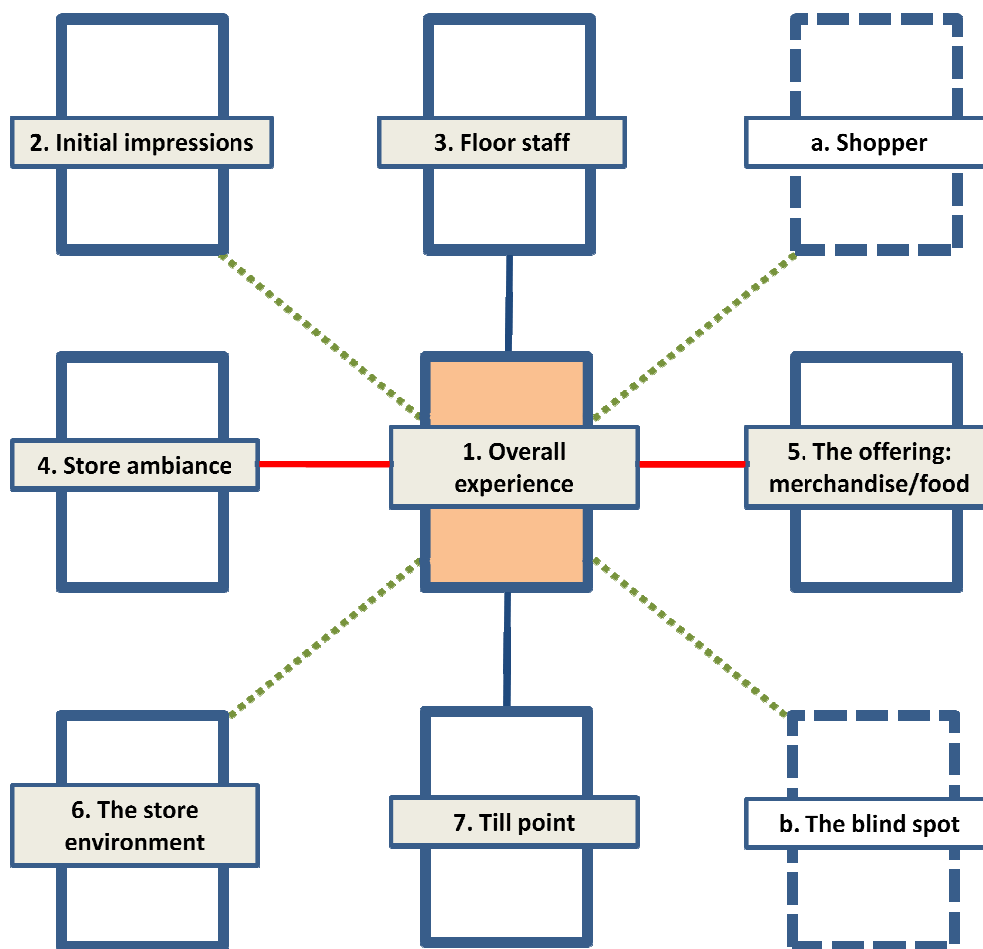 2. Initial impressions
3. Floor staff
a. Shopper
4. Store ambiance
1. Overall
experience
5. The offering:
merchandise/food
6. The store
environment
7. Till point
b. The blind spot